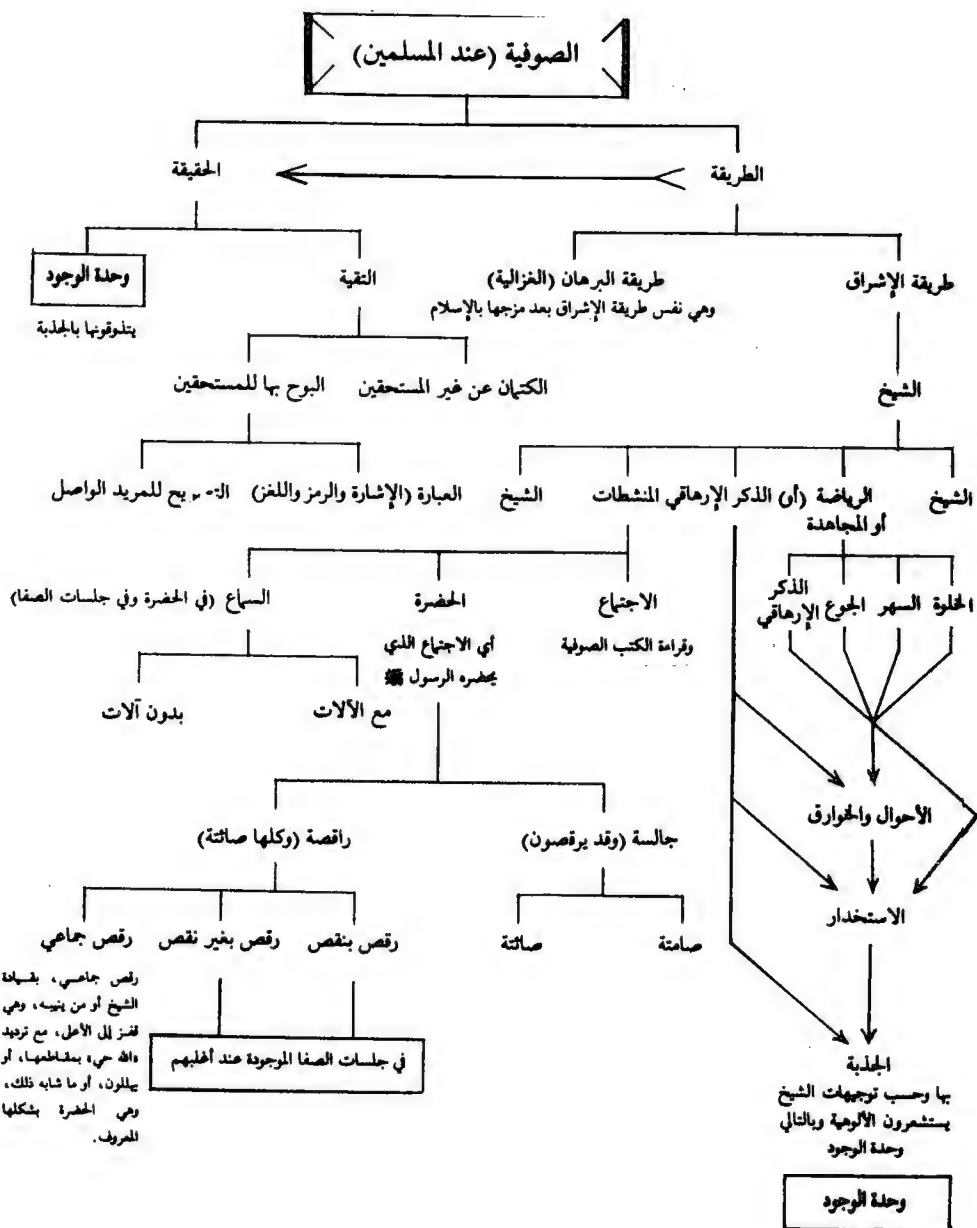 الصوفية (عند المسلمين)
الطريقة
الحقيقة
طريقة الإشراق
طريقة البرهان (الغزالية)
وهي نفس طريقة الإشراق بعد مزجها بالإسلام
التقية
وحدة الوجود
يتذوقونها بالجذبة
الشيخ
الكتمان عن غير المستحقين
البوح بها للمستحقين
الشيخ
الرياضة (أو) الذكر الإرهاقي
أو المجاهدة
المنشطات
الشيخ
العبارة (الإشارة والرمز واللغز)
للمريد الواصل
الخلوة
السهر
الجوع
الذكر
الإرهاقي
الاجتماع
وقراءة الكتب الصوفية
الحضرة
أي الاجتماع الذي
يحضره الرسول ﷺ
السماع (في الحضرة وفي جلسات الصفا)
مع الآلات
بدون آلات
الأحوال والخوارق
جالسة (وقد يرقصون)
راقصة (وكلها صائتة)
الاستخدار
صامتة
صائتة
رقص بنقص
رقص بغير نقص
رقص جماعي
رقص جماعي، بقيادة
الشيخ أو من ينيبه، وهي
قفز إلى الأعلى، مع ترديد
«الله حي» بمقاطعها، أو
يهللون، أو ما شابه ذلك،
وهي الحضرة بشكلها
المعروف.
في جلسات الصفا الموجودة عند أغلبهم
الجذبة
بها وحسب توجيهات الشيخ
يستشعرون الألوهية وبالتالي
وحدة الوجود
وحدة الوجود